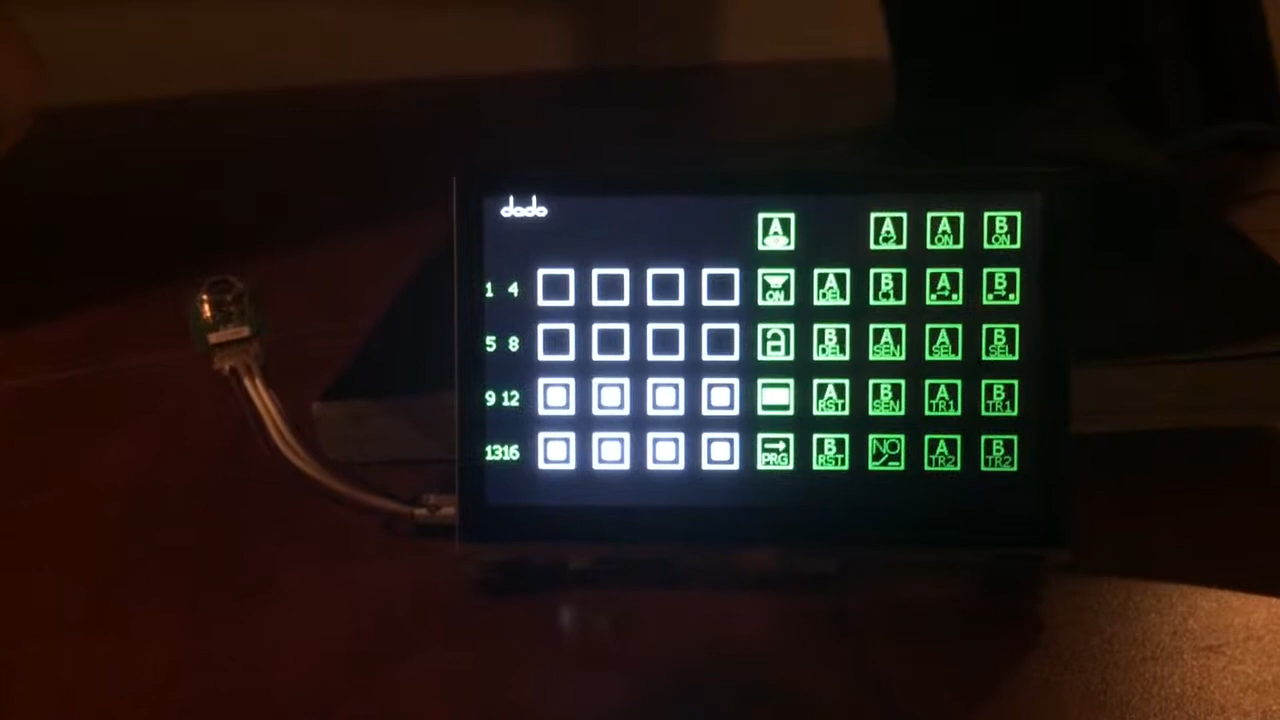 dado
A A C2 A ON B ON
1 4 ON A DEL B C1 A B
5 8 B DEL A SEN A SEL B SEL
9 12 A RST B SEN A TR1 B TR1
1316 PRG B RST NO A TR2 B TR2